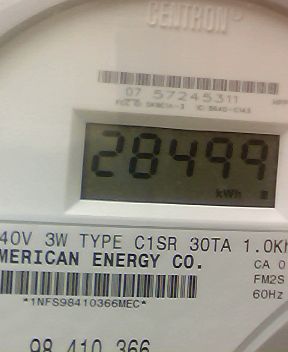 CENTRON®
07 57245311
28499
kWh
40V 3W TYPE C1SR 30TA 1.0Kh
MERICAN ENERGY CO.
CA 0
FM2S
60Hz
*1NFS98410366MEC*
98 410 366